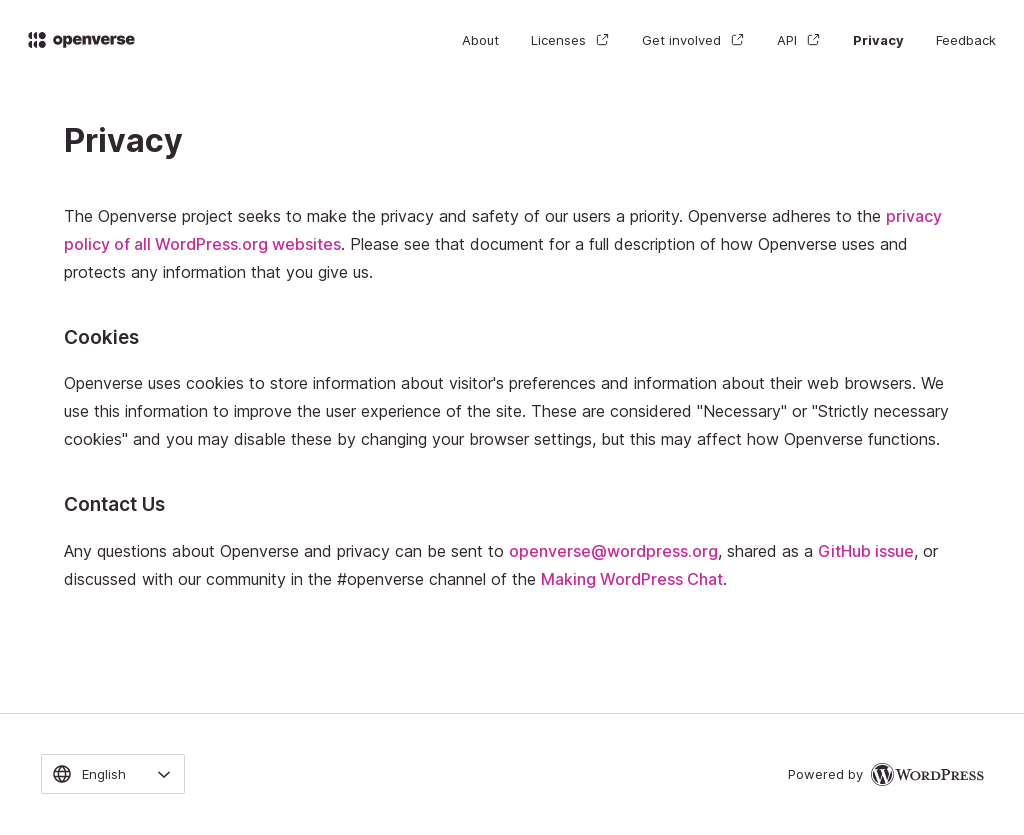 openverse
About Licenses Get involved API Privacy Feedback
Privacy
The Openverse project seeks to make the privacy and safety of our users a priority. Openverse adheres to the privacy
policy of all WordPress.org websites. Please see that document for a full description of how Openverse uses and
protects any information that you give us.
Cookies
Openverse uses cookies to store information about visitor's preferences and information about their web browsers. We
use this information to improve the user experience of the site. These are considered "Necessary" or "Strictly necessary
cookies" and you may disable these by changing your browser settings, but this may affect how Openverse functions.
Contact Us
Any questions about Openverse and privacy can be sent to openverse@wordpress.org, shared as a GitHub issue, or
discussed with our community in the #openverse channel of the Making WordPress Chat.
English
Powered by WordPress